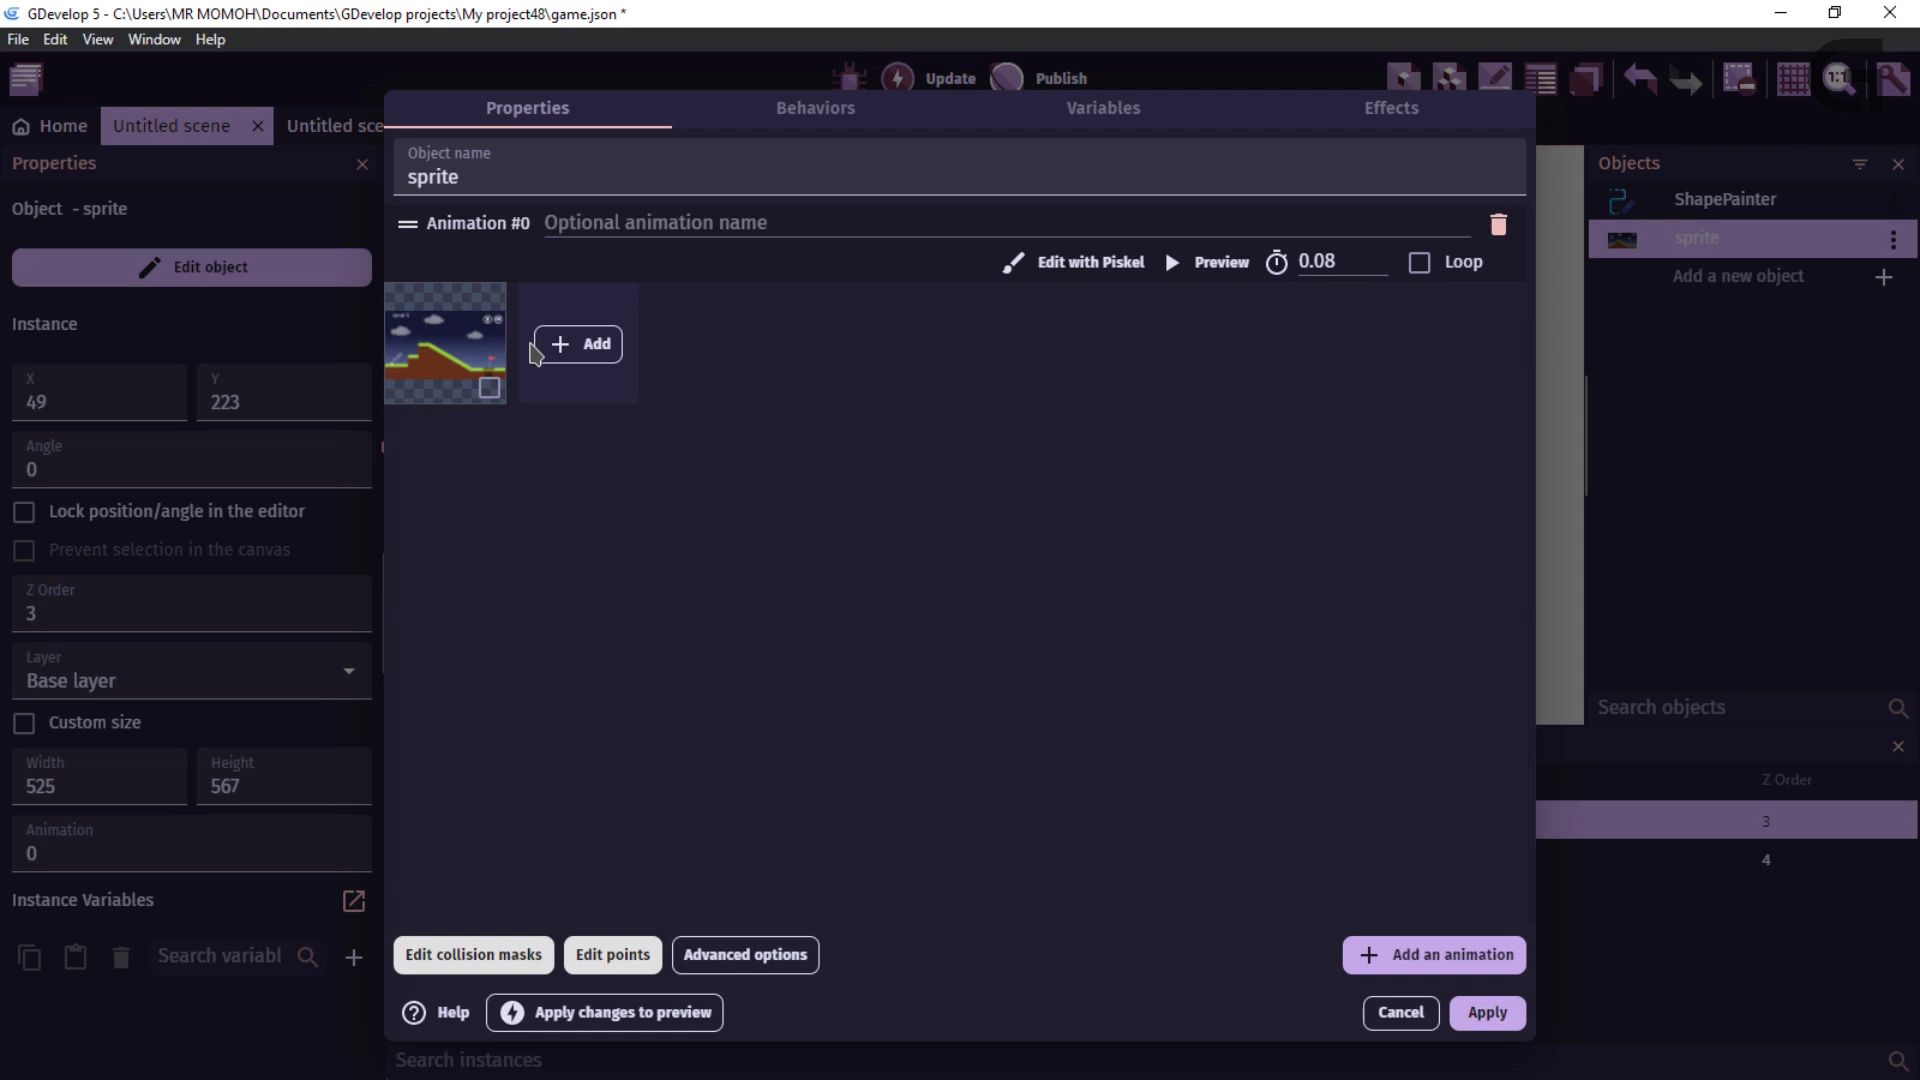 GDevelop 5 - C:\Users\MR MOMOH\Documents\GDevelop projects\My project48\game.json *
File Edit View Window Help
Update Publish 1:1
Home Untitled scene Untitled sce
Properties Behaviors Variables Effects
Properties
Objects
Object name
sprite
ShapePainter
Object - sprite
Animation #0 Optional animation name
sprite
Edit object
Edit with Piskel Preview 0.08 Loop
Add a new object
Instance
Add
X
49
Y
223
Angle
0
Lock position/angle in the editor
Prevent selection in the canvas
Z Order
3
Layer
Base layer
Search objects
Custom size
Width
525
Height
567
Z Order
3
4
Animation
0
Instance Variables
Search variabl
Edit collision masks Edit points Advanced options Add an animation
Help Apply changes to preview Cancel Apply
Search instances